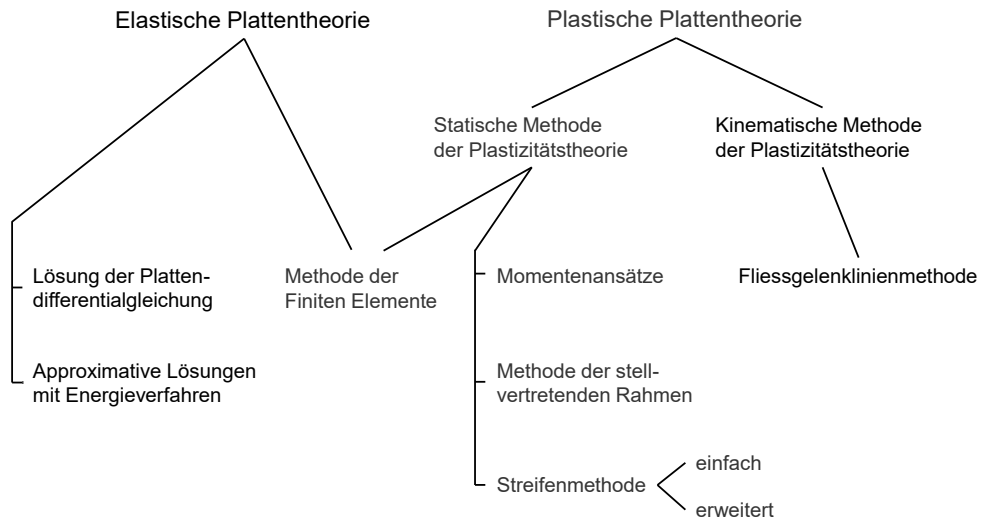 Elastische Plattentheorie
Plastische Plattentheorie
Statische Methode
der Plastizitätstheorie
Kinematische Methode
der Plastizitätstheorie
Lösung der Platten-
differentialgleichung
Methode der
Finiten Elemente
Momentenansätze
Fliessgelenklinienmethode
Approximative Lösungen
mit Energieverfahren
Methode der stell-
vertretenden Rahmen
Streifenmethode
einfach
erweitert